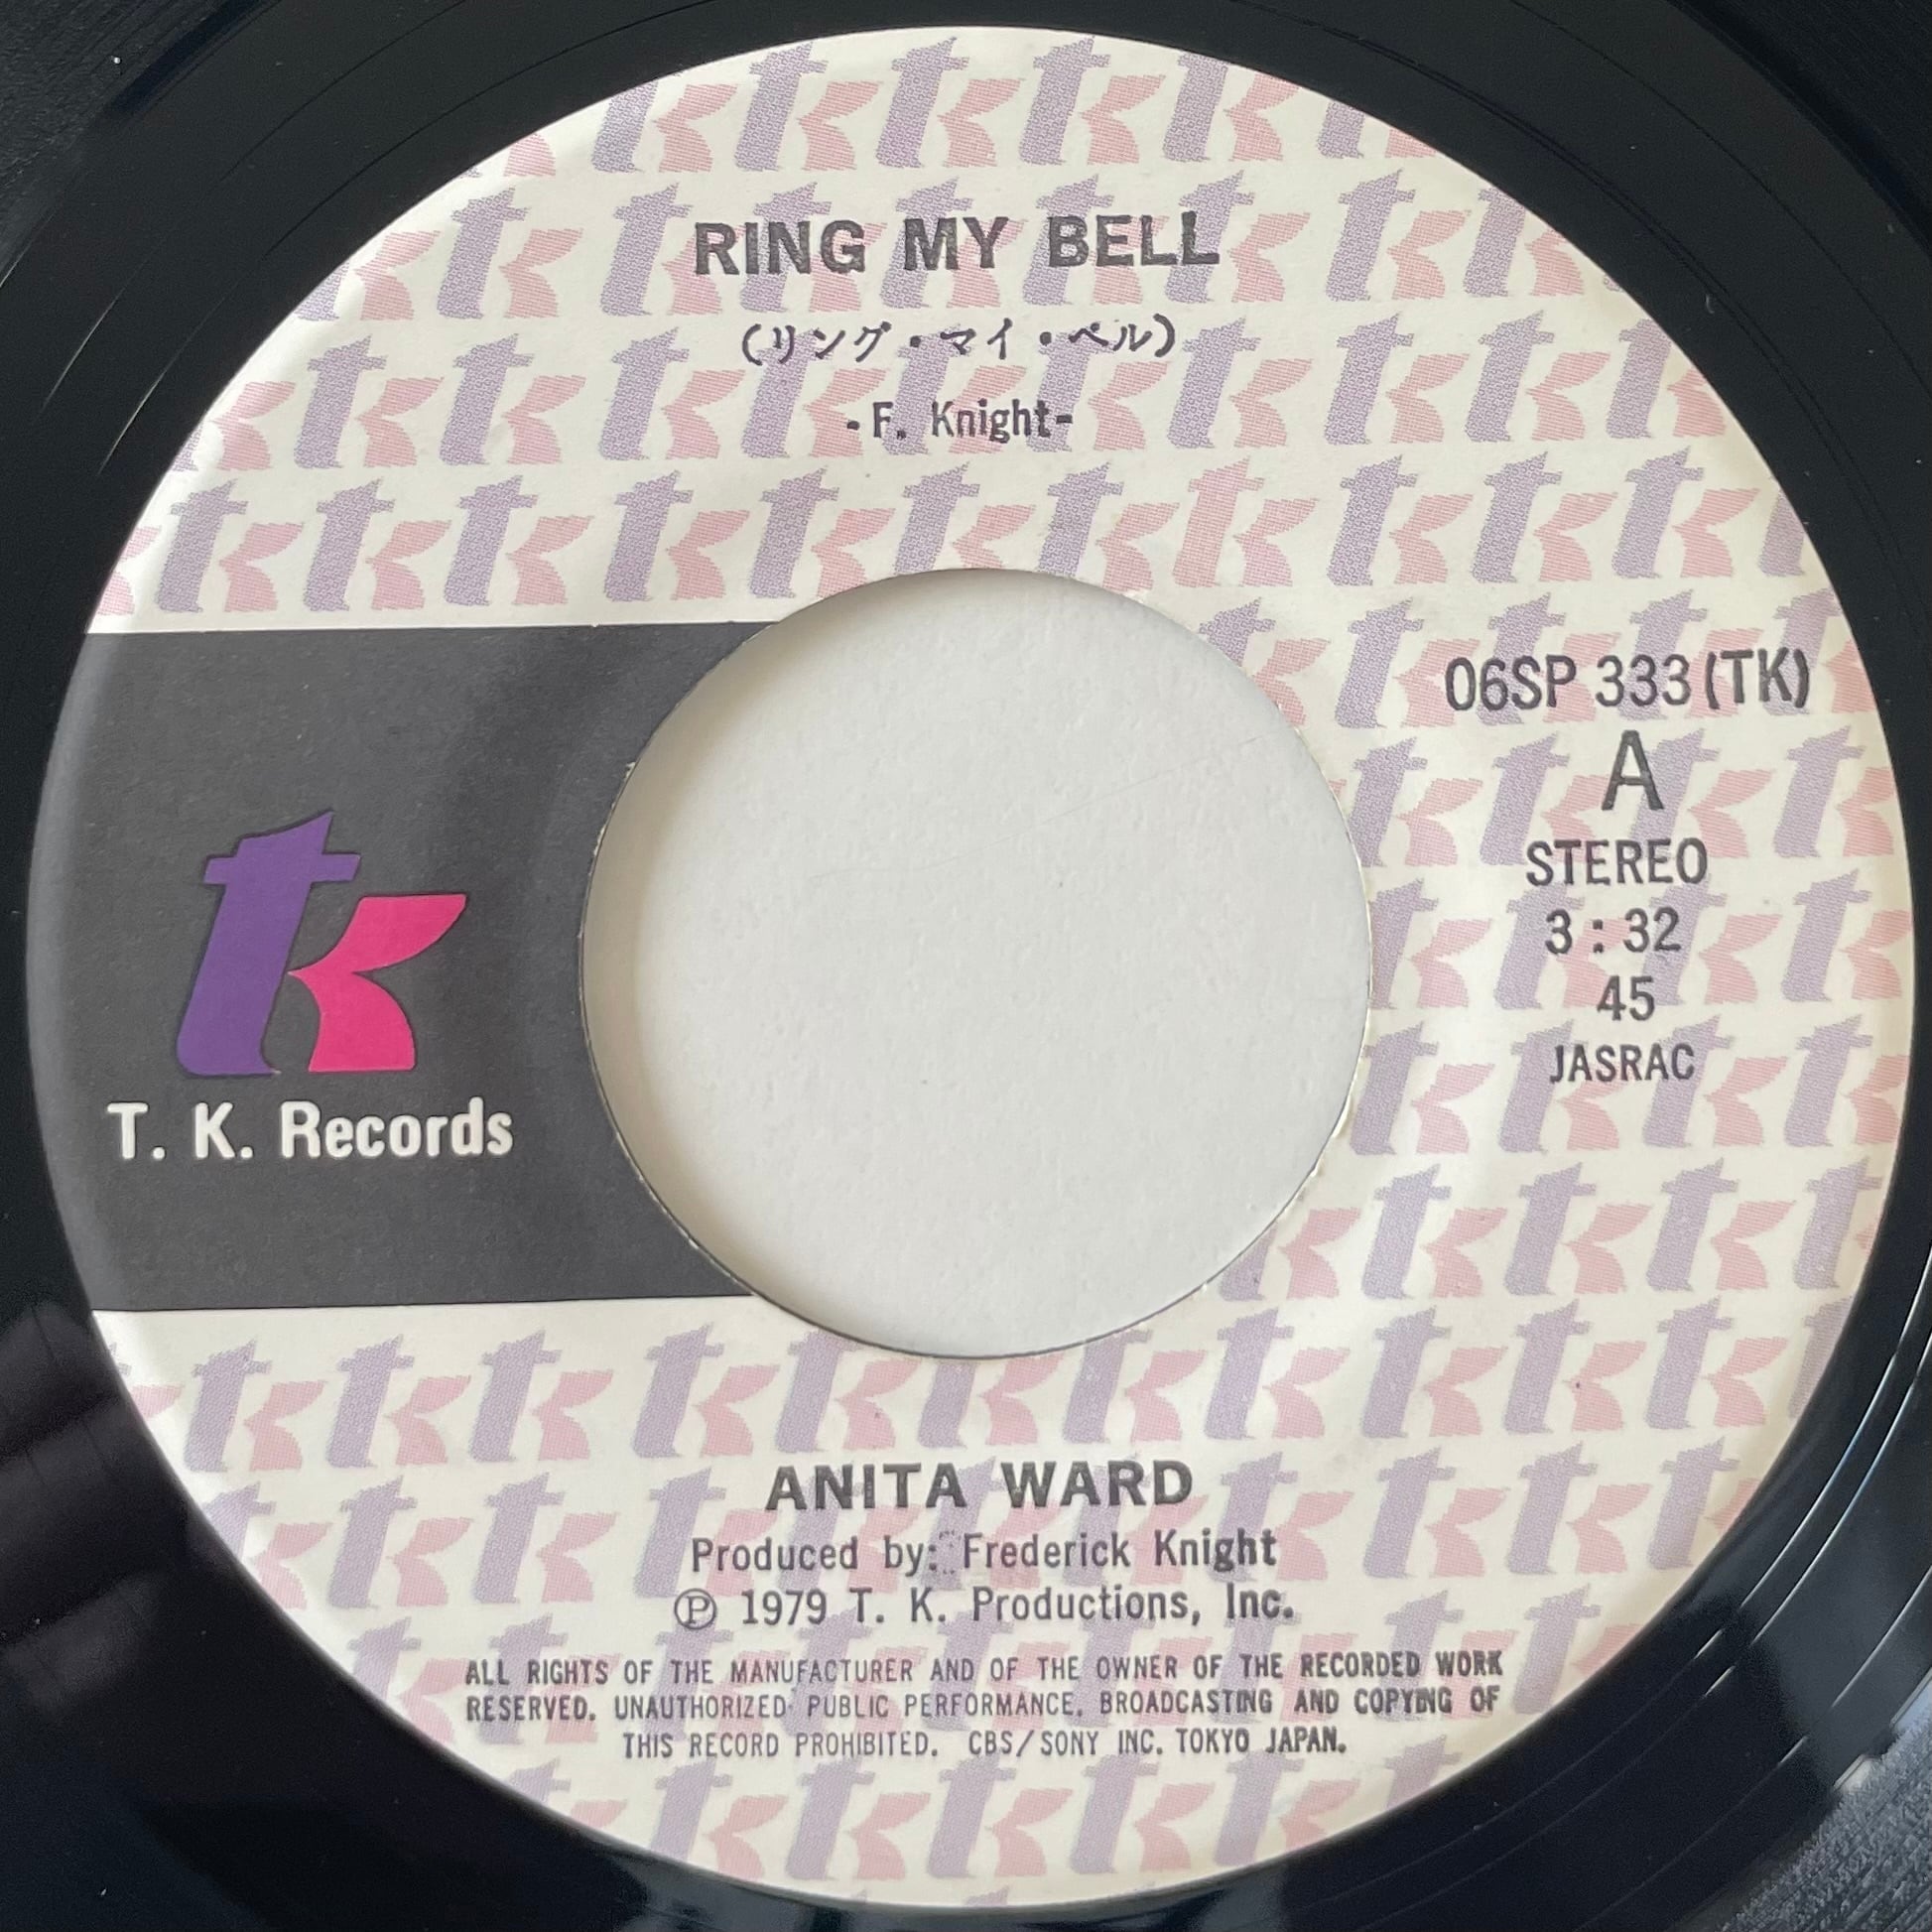 RING MY BELL
(リング・マイ・ベル)
-F. Knight-
06SP 333 (TK)
A
STEREO
3:32
45
JASRAC
tk
T. K. Records
ANITA WARD
Produced by: Frederick Knight
Ⓟ 1979 T. K. Productions, Inc.
ALL RIGHTS OF THE MANUFACTURER AND OF THE OWNER OF THE RECORDED WORK
RESERVED. UNAUTHORIZED PUBLIC PERFORMANCE, BROADCASTING AND COPYING OF
THIS RECORD PROHIBITED. CBS/SONY INC. TOKYO JAPAN.